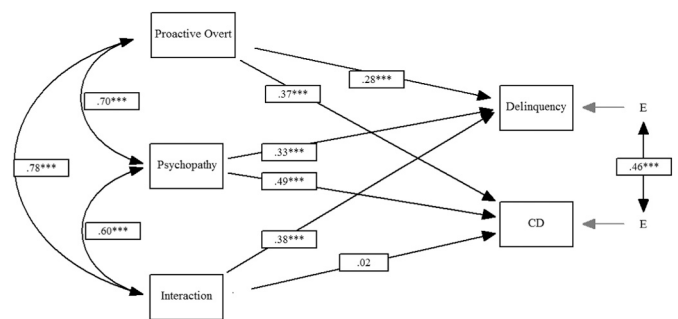 Proactive Overt
.28***
.37***
.70***
Delinquency
E
.33***
Psychopathy
.78***
.46***
.49***
.60***
CD
E
.38***
.02
Interaction